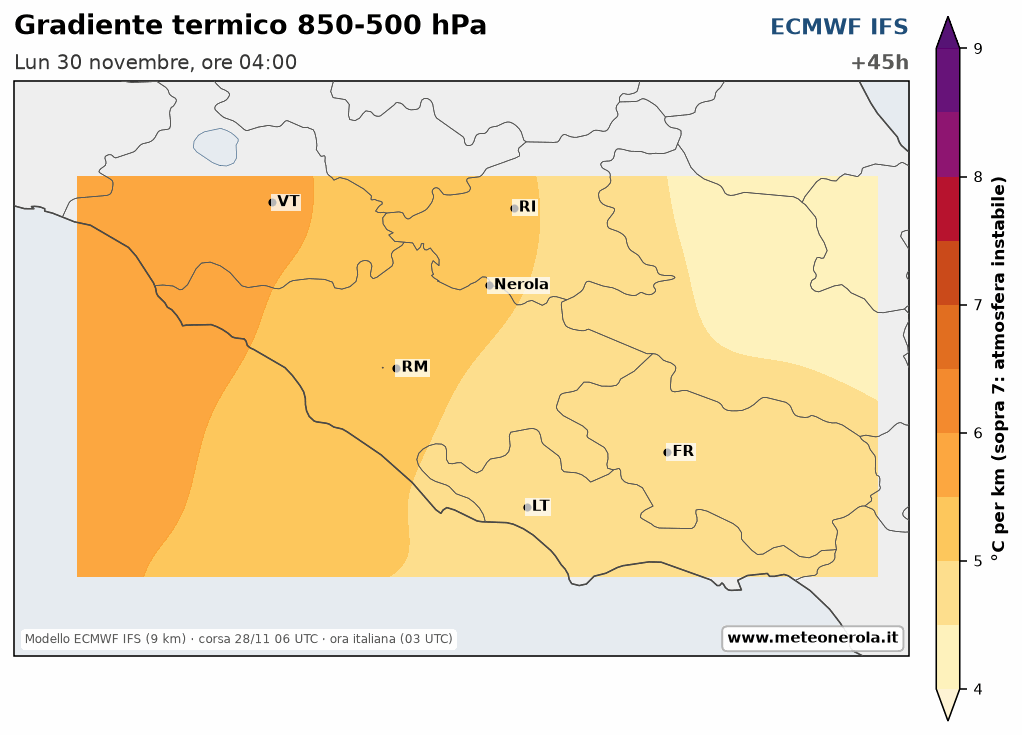 Gradiente termico 850-500 hPa
ECMWF IFS
Lun 30 novembre, ore 04:00
+45h
VT
RI
Nerola
RM
FR
LT
9
8
7
6
5
4
°C per km (sopra 7: atmosfera instabile)
Modello ECMWF IFS (9 km) · corsa 28/11 06 UTC · ora italiana (03 UTC)
www.meteonerola.it